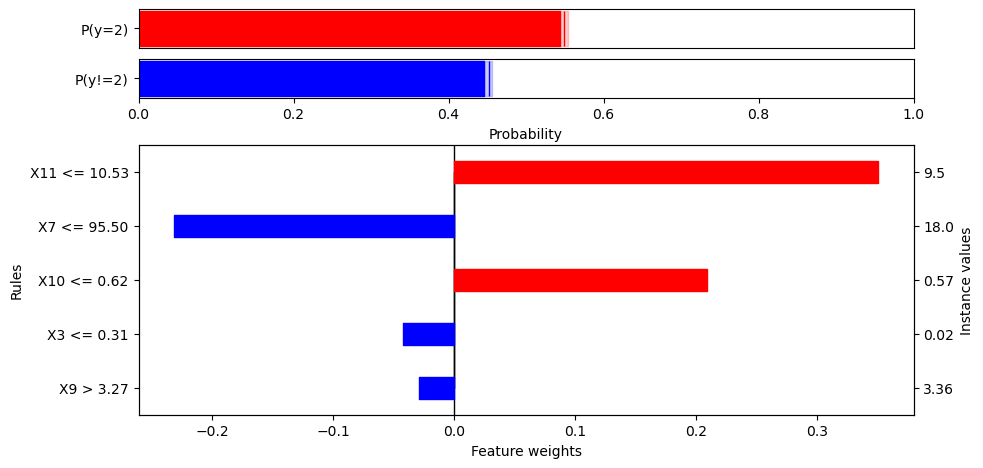 P(y=2)
P(y!=2)
0.0 0.2 0.4 0.6 0.8 1.0
Probability
X11 <= 10.53 9.5
X7 <= 95.50 18.0
X10 <= 0.62 0.57
X3 <= 0.31 0.02
X9 > 3.27 3.36
Rules
Instance values
−0.2 −0.1 0.0 0.1 0.2 0.3
Feature weights